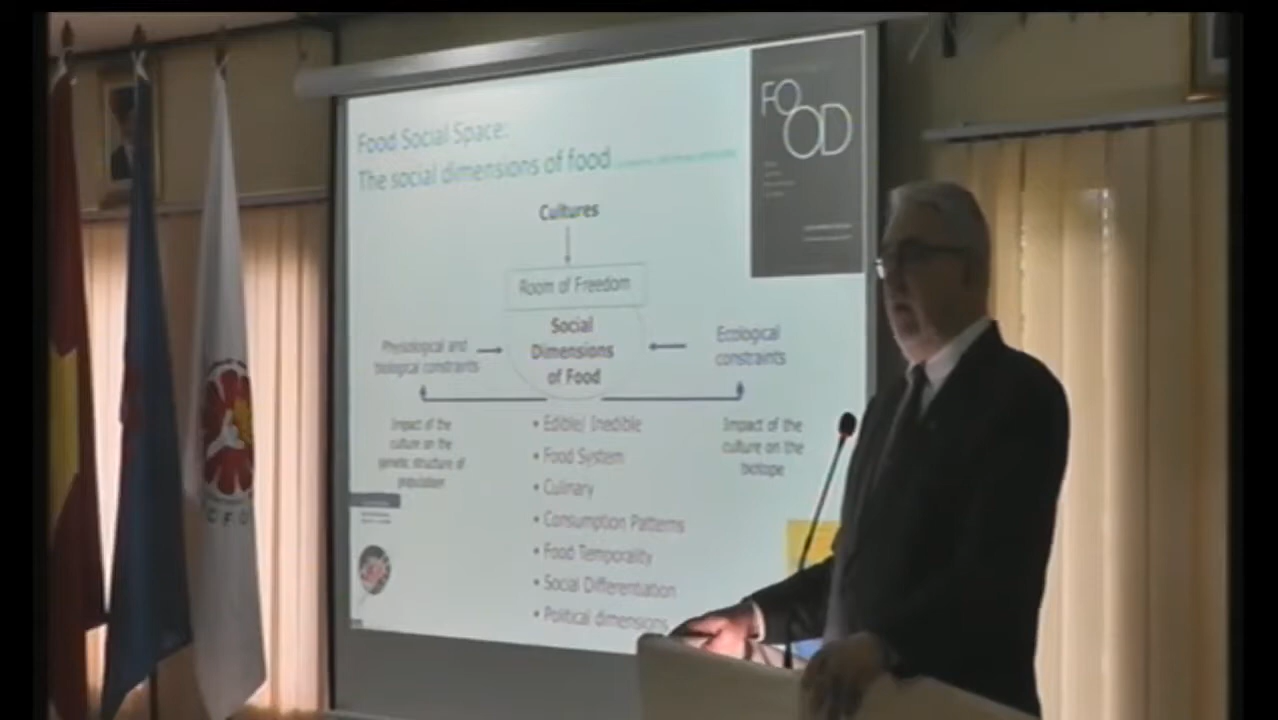 Food Social Space:
The social dimensions of food
FOOD
Cultures
Room of Freedom
Social
Dimensions
of Food
Physiological and
biological constraints
Ecological
constraints
Impact of the
culture on the
genetic structure of
population
Impact of the
culture on the
biotope
• Edible/ Inedible
• Food System
• Culinary
• Consumption Patterns
• Food Temporality
• Social Differentiation
• Political dimensions